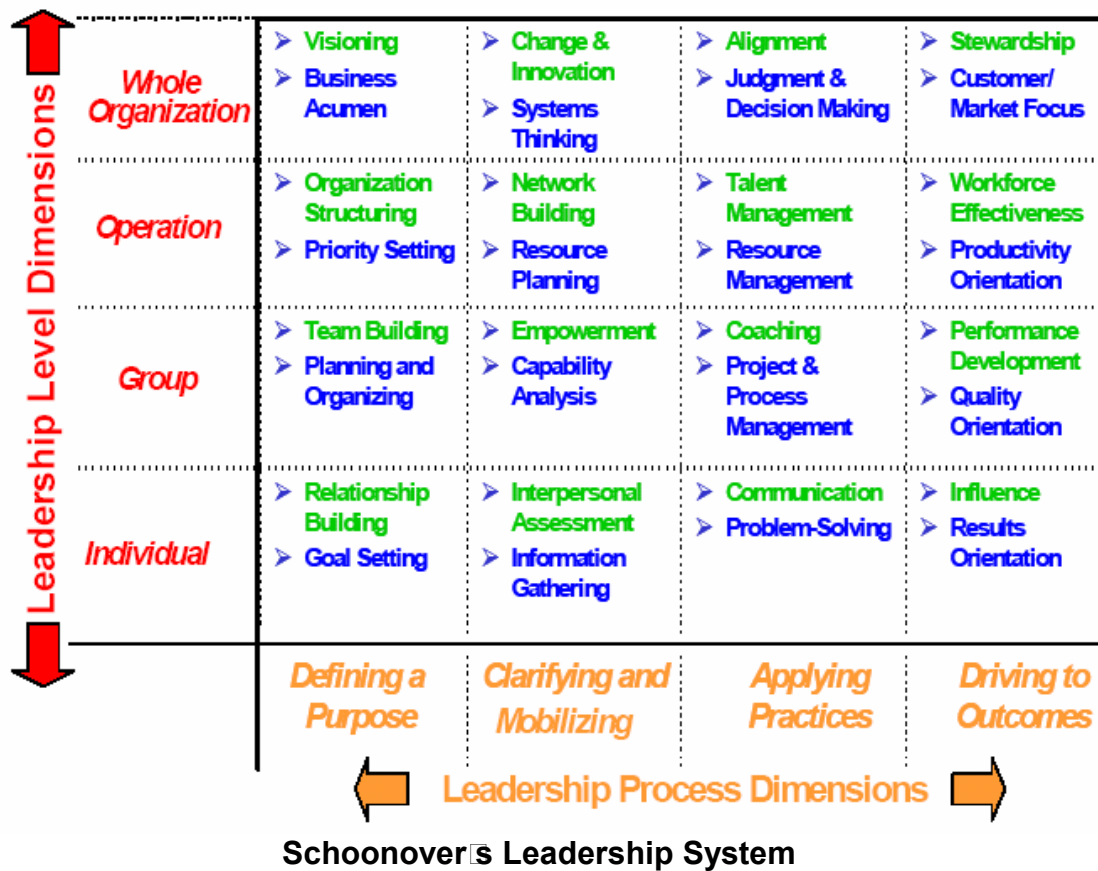 Leadership Level Dimensions
Whole
Organization
➢ Visioning
➢ Business
Acumen
➢ Change &
Innovation
➢ Systems
Thinking
➢ Alignment
➢ Judgment &
Decision Making
➢ Stewardship
➢ Customer/
Market Focus
Operation
➢ Organization
Structuring
➢ Priority Setting
➢ Network
Building
➢ Resource
Planning
➢ Talent
Management
➢ Resource
Management
➢ Workforce
Effectiveness
➢ Productivity
Orientation
Group
➢ Team Building
➢ Planning and
Organizing
➢ Empowerment
➢ Capability
Analysis
➢ Coaching
➢ Project &
Process
Management
➢ Performance
Development
➢ Quality
Orientation
Individual
➢ Relationship
Building
➢ Goal Setting
➢ Interpersonal
Assessment
➢ Information
Gathering
➢ Communication
➢ Problem-Solving
➢ Influence
➢ Results
Orientation
Defining a
Purpose
Clarifying and
Mobilizing
Applying
Practices
Driving to
Outcomes
Leadership Process Dimensions
Schoonover□s Leadership System